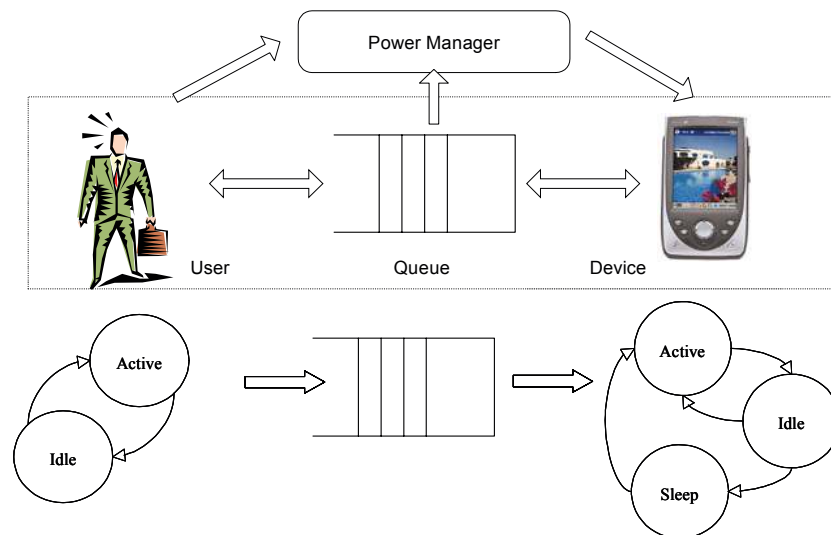 Power Manager
User
Queue
Device
Active
Idle
Active
Idle
Sleep